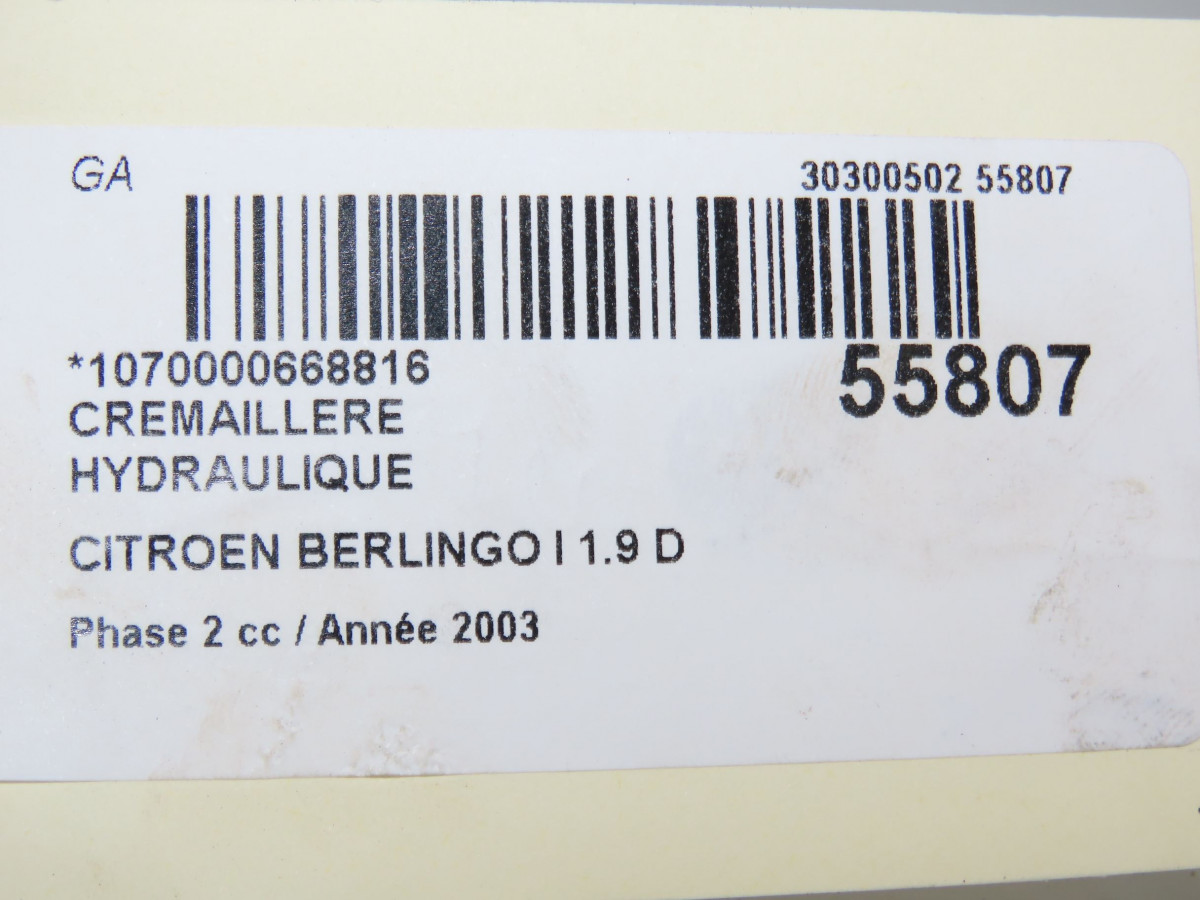 GA
30300502 55807
*1070000668816
55807
CREMAILLERE
HYDRAULIQUE
CITROEN BERLINGO I 1.9 D
Phase 2 cc / Année 2003